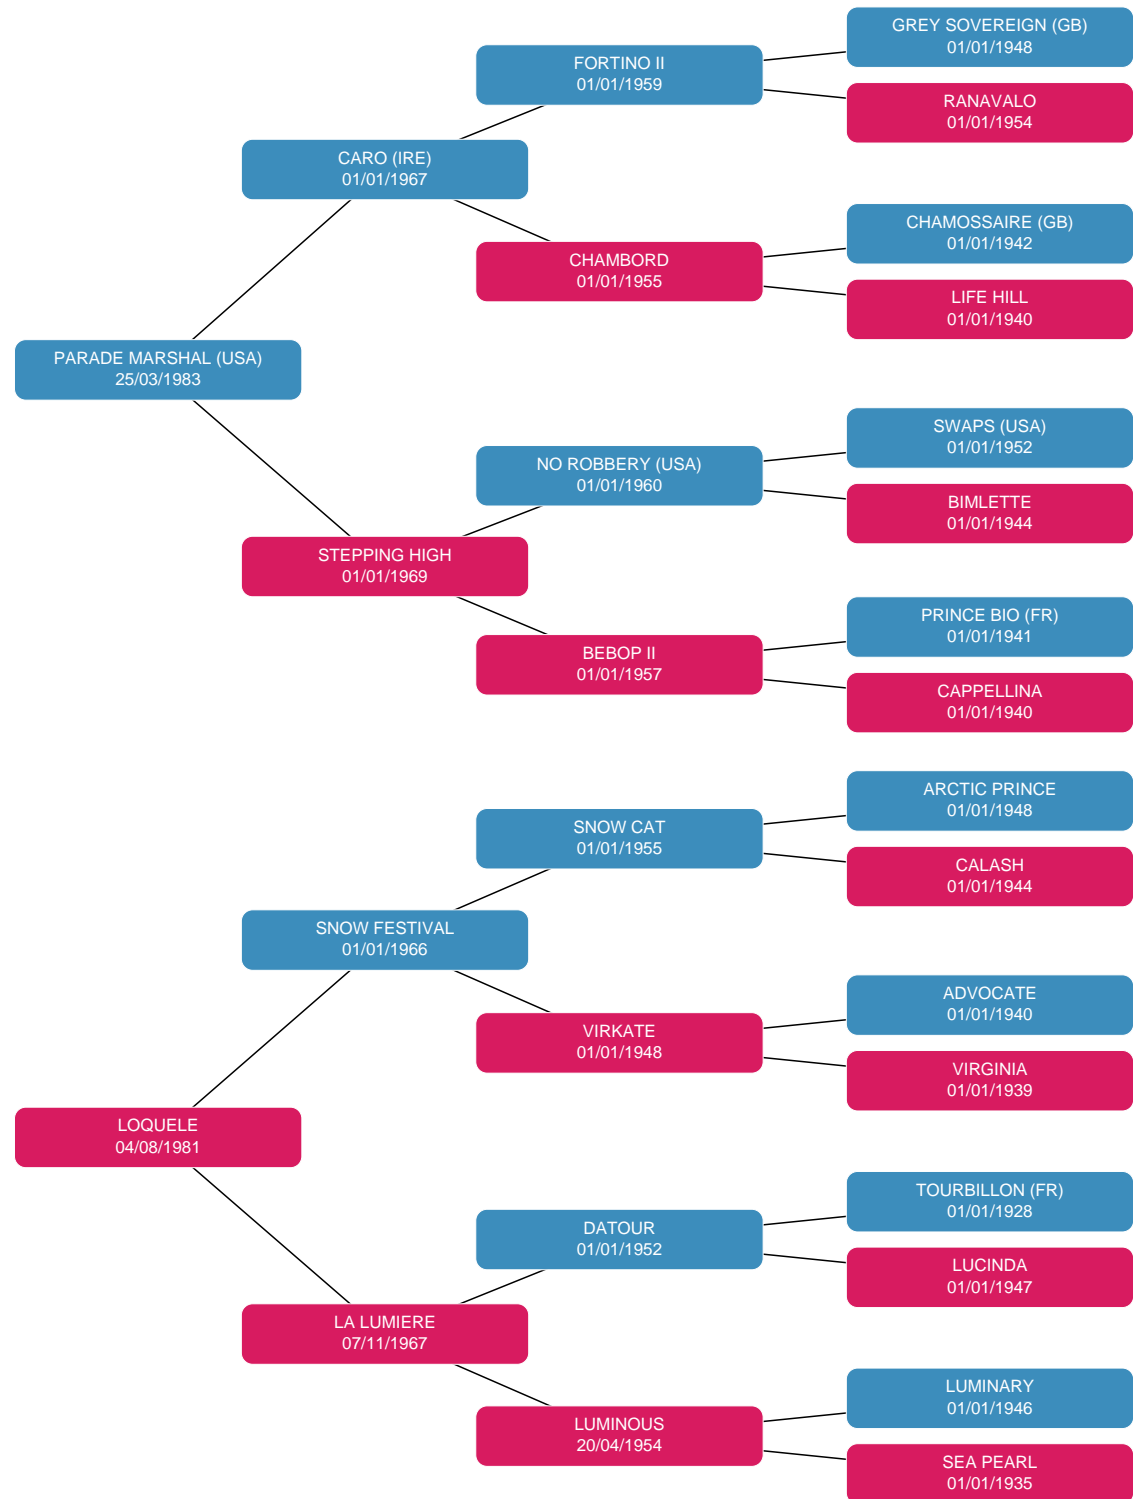 GREY SOVEREIGN (GB)
01/01/1948
FORTINO II
01/01/1959
RANAVALO
01/01/1954
CARO (IRE)
01/01/1967
CHAMOSSAIRE (GB)
01/01/1942
CHAMBORD
01/01/1955
LIFE HILL
01/01/1940
PARADE MARSHAL (USA)
25/03/1983
SWAPS (USA)
01/01/1952
NO ROBBERY (USA)
01/01/1960
BIMLETTE
01/01/1944
STEPPING HIGH
01/01/1969
PRINCE BIO (FR)
01/01/1941
BEBOP II
01/01/1957
CAPPELLINA
01/01/1940
ARCTIC PRINCE
01/01/1948
SNOW CAT
01/01/1955
CALASH
01/01/1944
SNOW FESTIVAL
01/01/1966
ADVOCATE
01/01/1940
VIRKATE
01/01/1948
VIRGINIA
01/01/1939
LOQUELE
04/08/1981
TOURBILLON (FR)
01/01/1928
DATOUR
01/01/1952
LUCINDA
01/01/1947
LA LUMIERE
07/11/1967
LUMINARY
01/01/1946
LUMINOUS
20/04/1954
SEA PEARL
01/01/1935